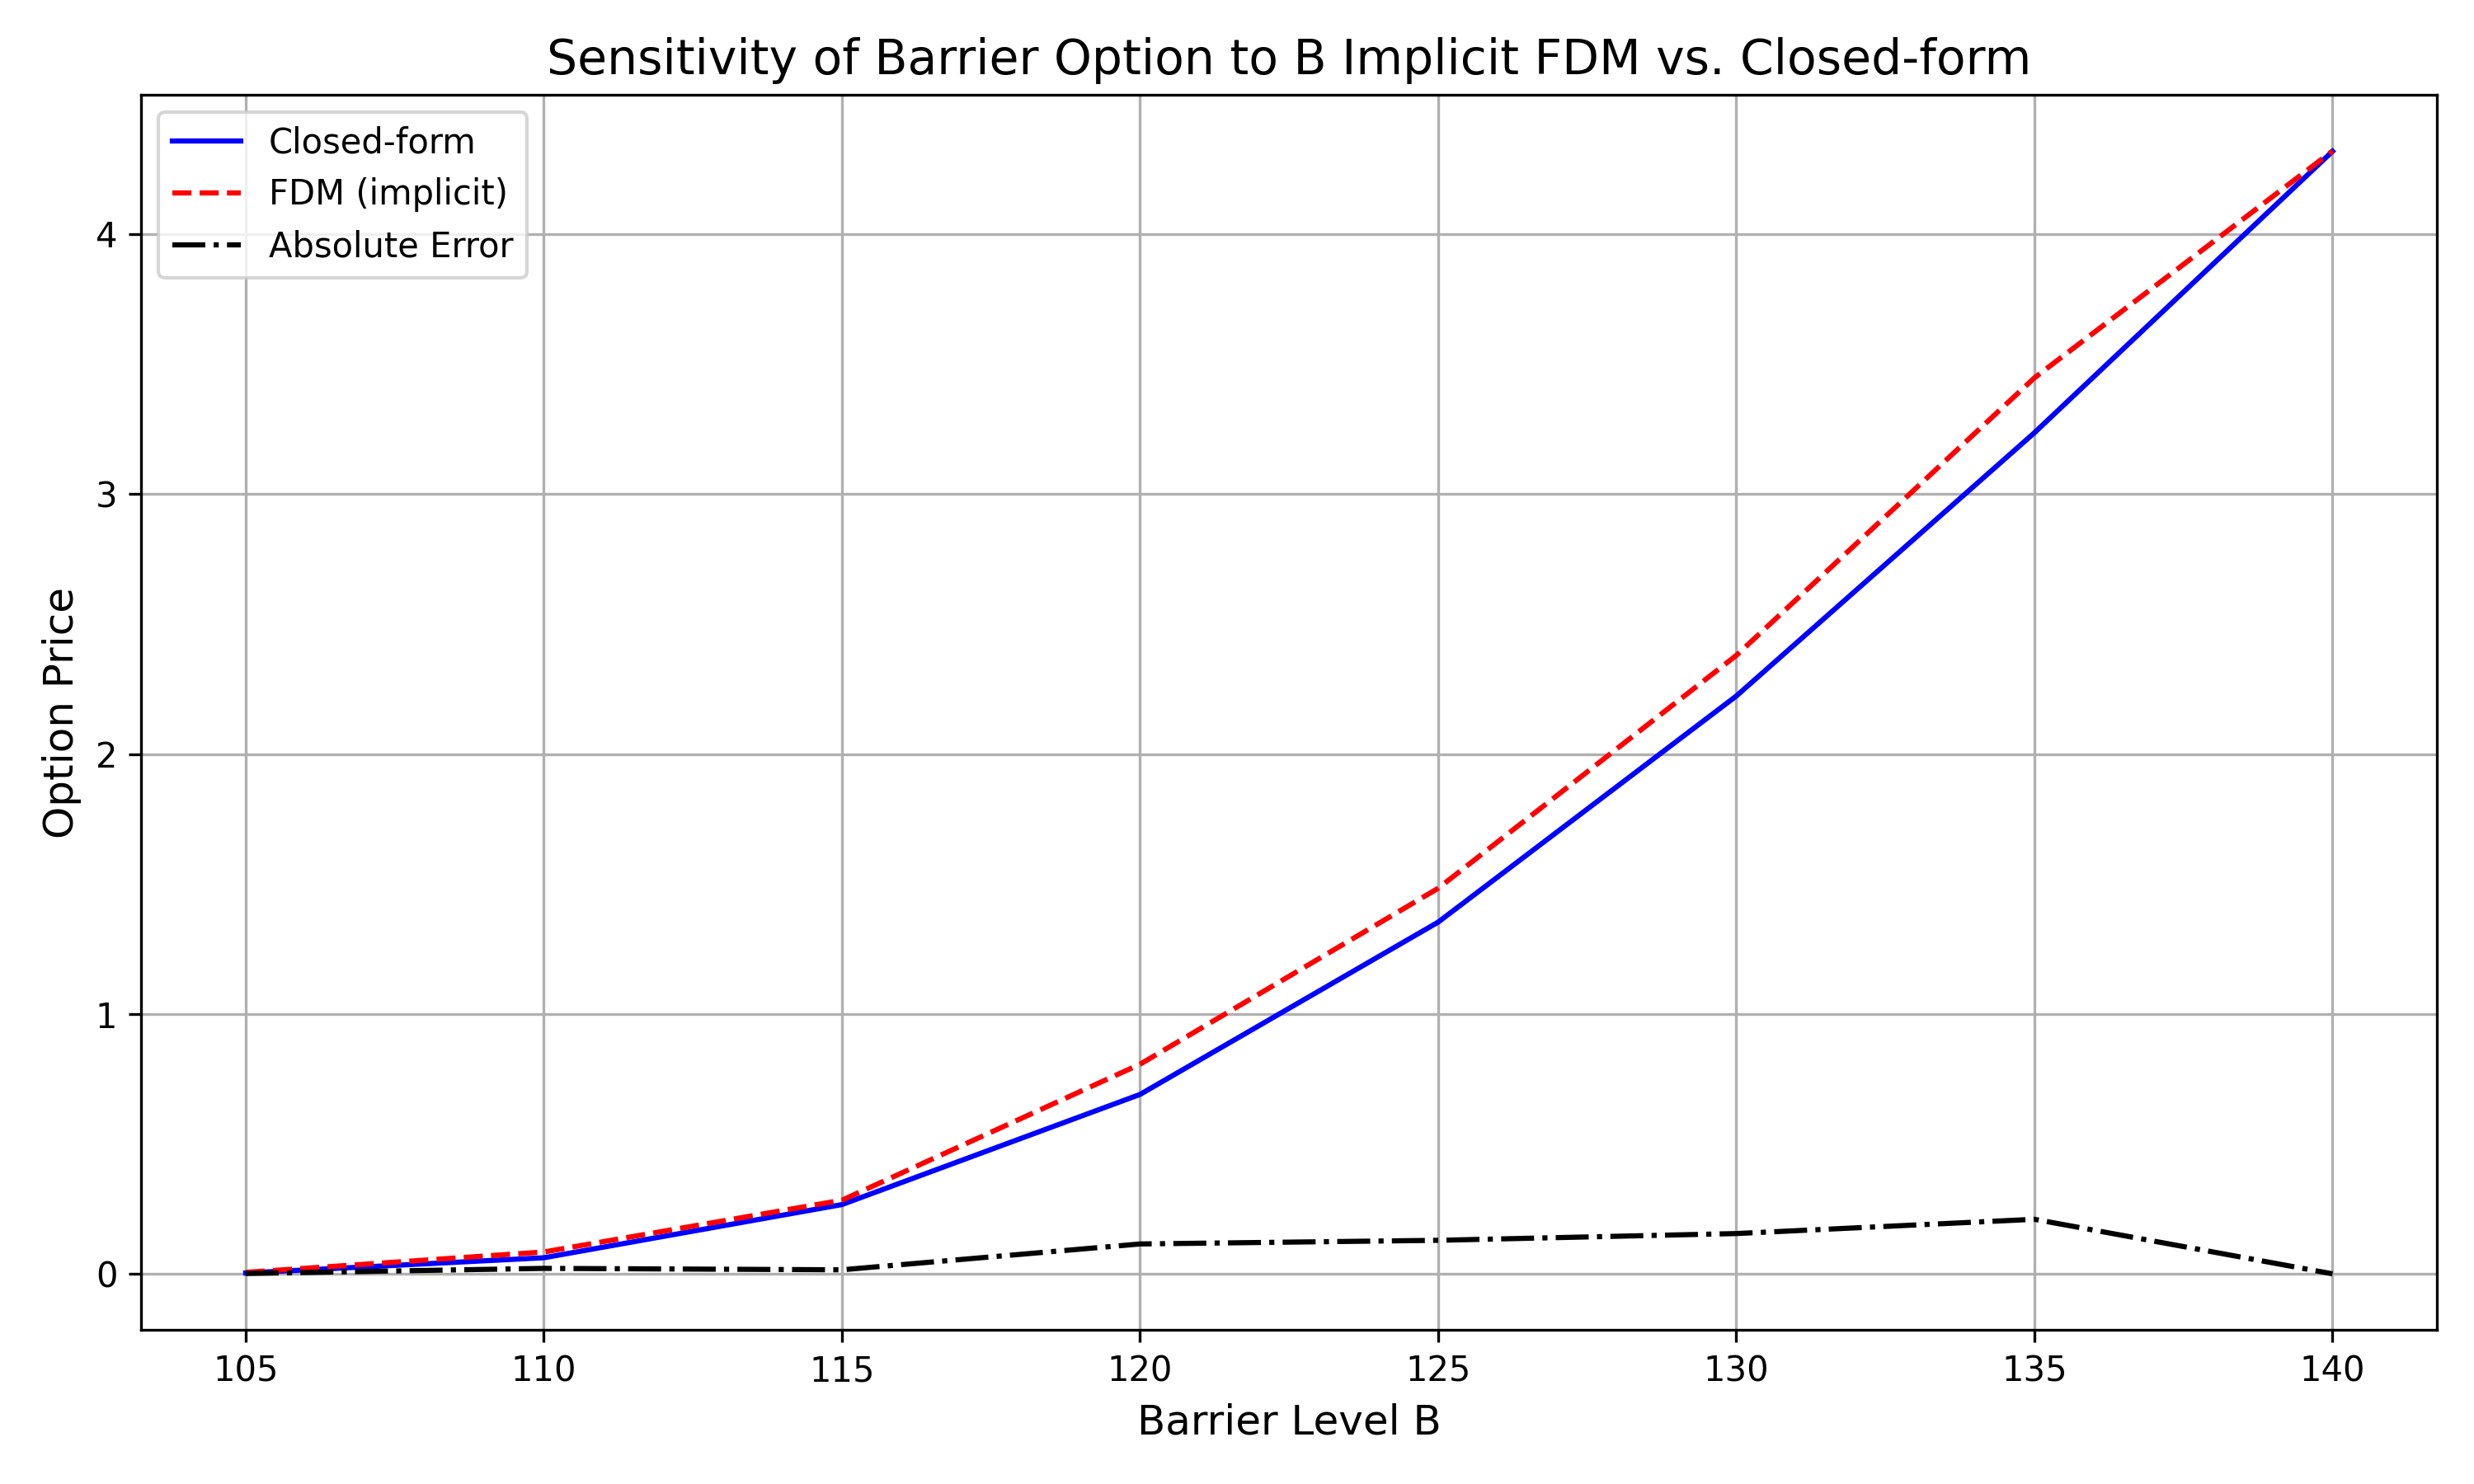 Sensitivity of Barrier Option to B Implicit FDM vs. Closed-form
Closed-form
FDM (implicit)
Absolute Error
Option Price
4
3
2
1
0
105 110 115 120 125 130 135 140
Barrier Level B